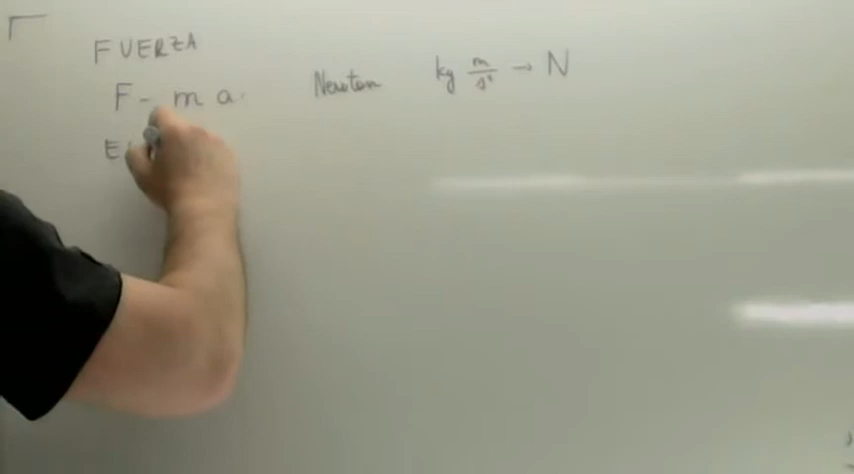 FUERZA
F = m a. Newton kg m/s² → N